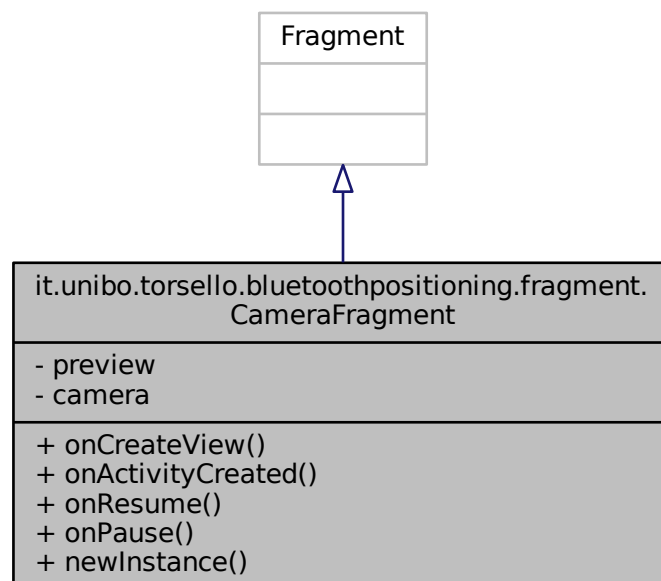 Fragment
it.unibo.torsello.bluetoothpositioning.fragment.
CameraFragment
- preview
- camera
+ onCreateView()
+ onActivityCreated()
+ onResume()
+ onPause()
+ newInstance()